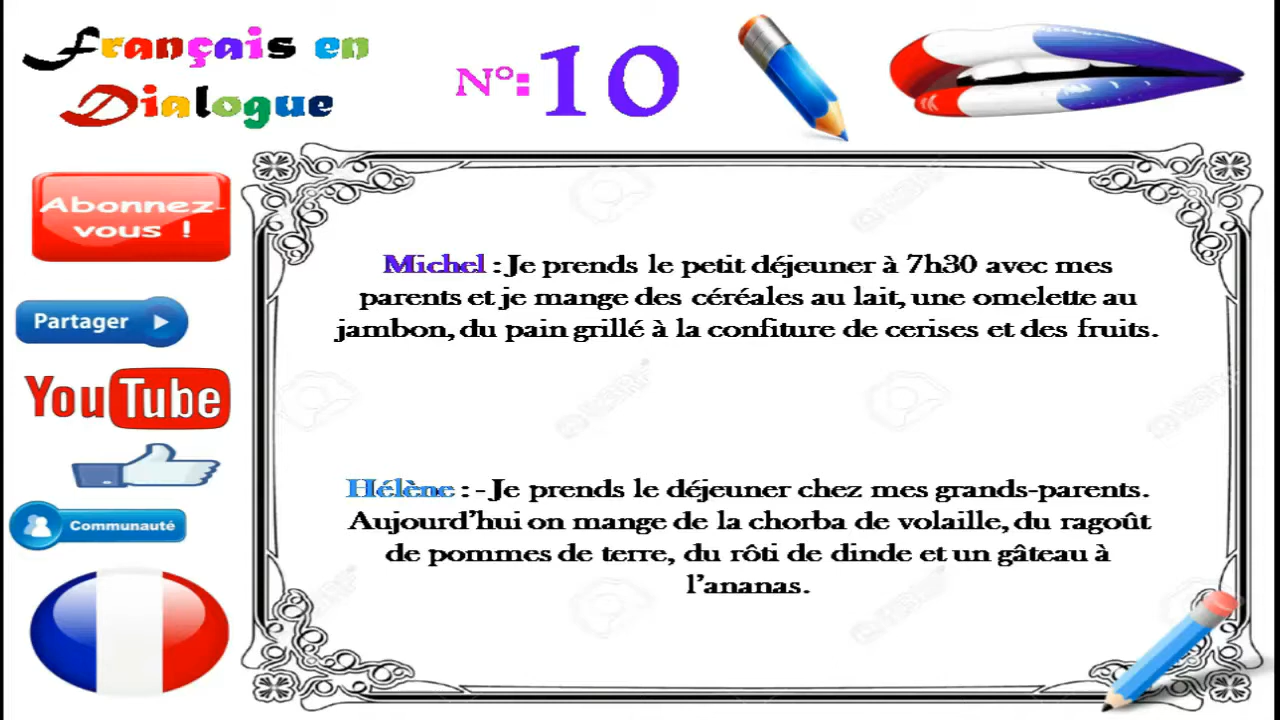 Français en
Dialogue
N°:10
Abonnez-
vous !
Partager
YouTube
Communauté
Michel : Je prends le petit déjeuner à 7h30 avec mes
parents et je mange des céréales au lait, une omelette au
jambon, du pain grillé à la confiture de cerises et des fruits.
Hélène : - Je prends le déjeuner chez mes grands-parents.
Aujourd'hui on mange de la chorba de volaille, du ragoût
de pommes de terre, du rôti de dinde et un gâteau à
l'ananas.